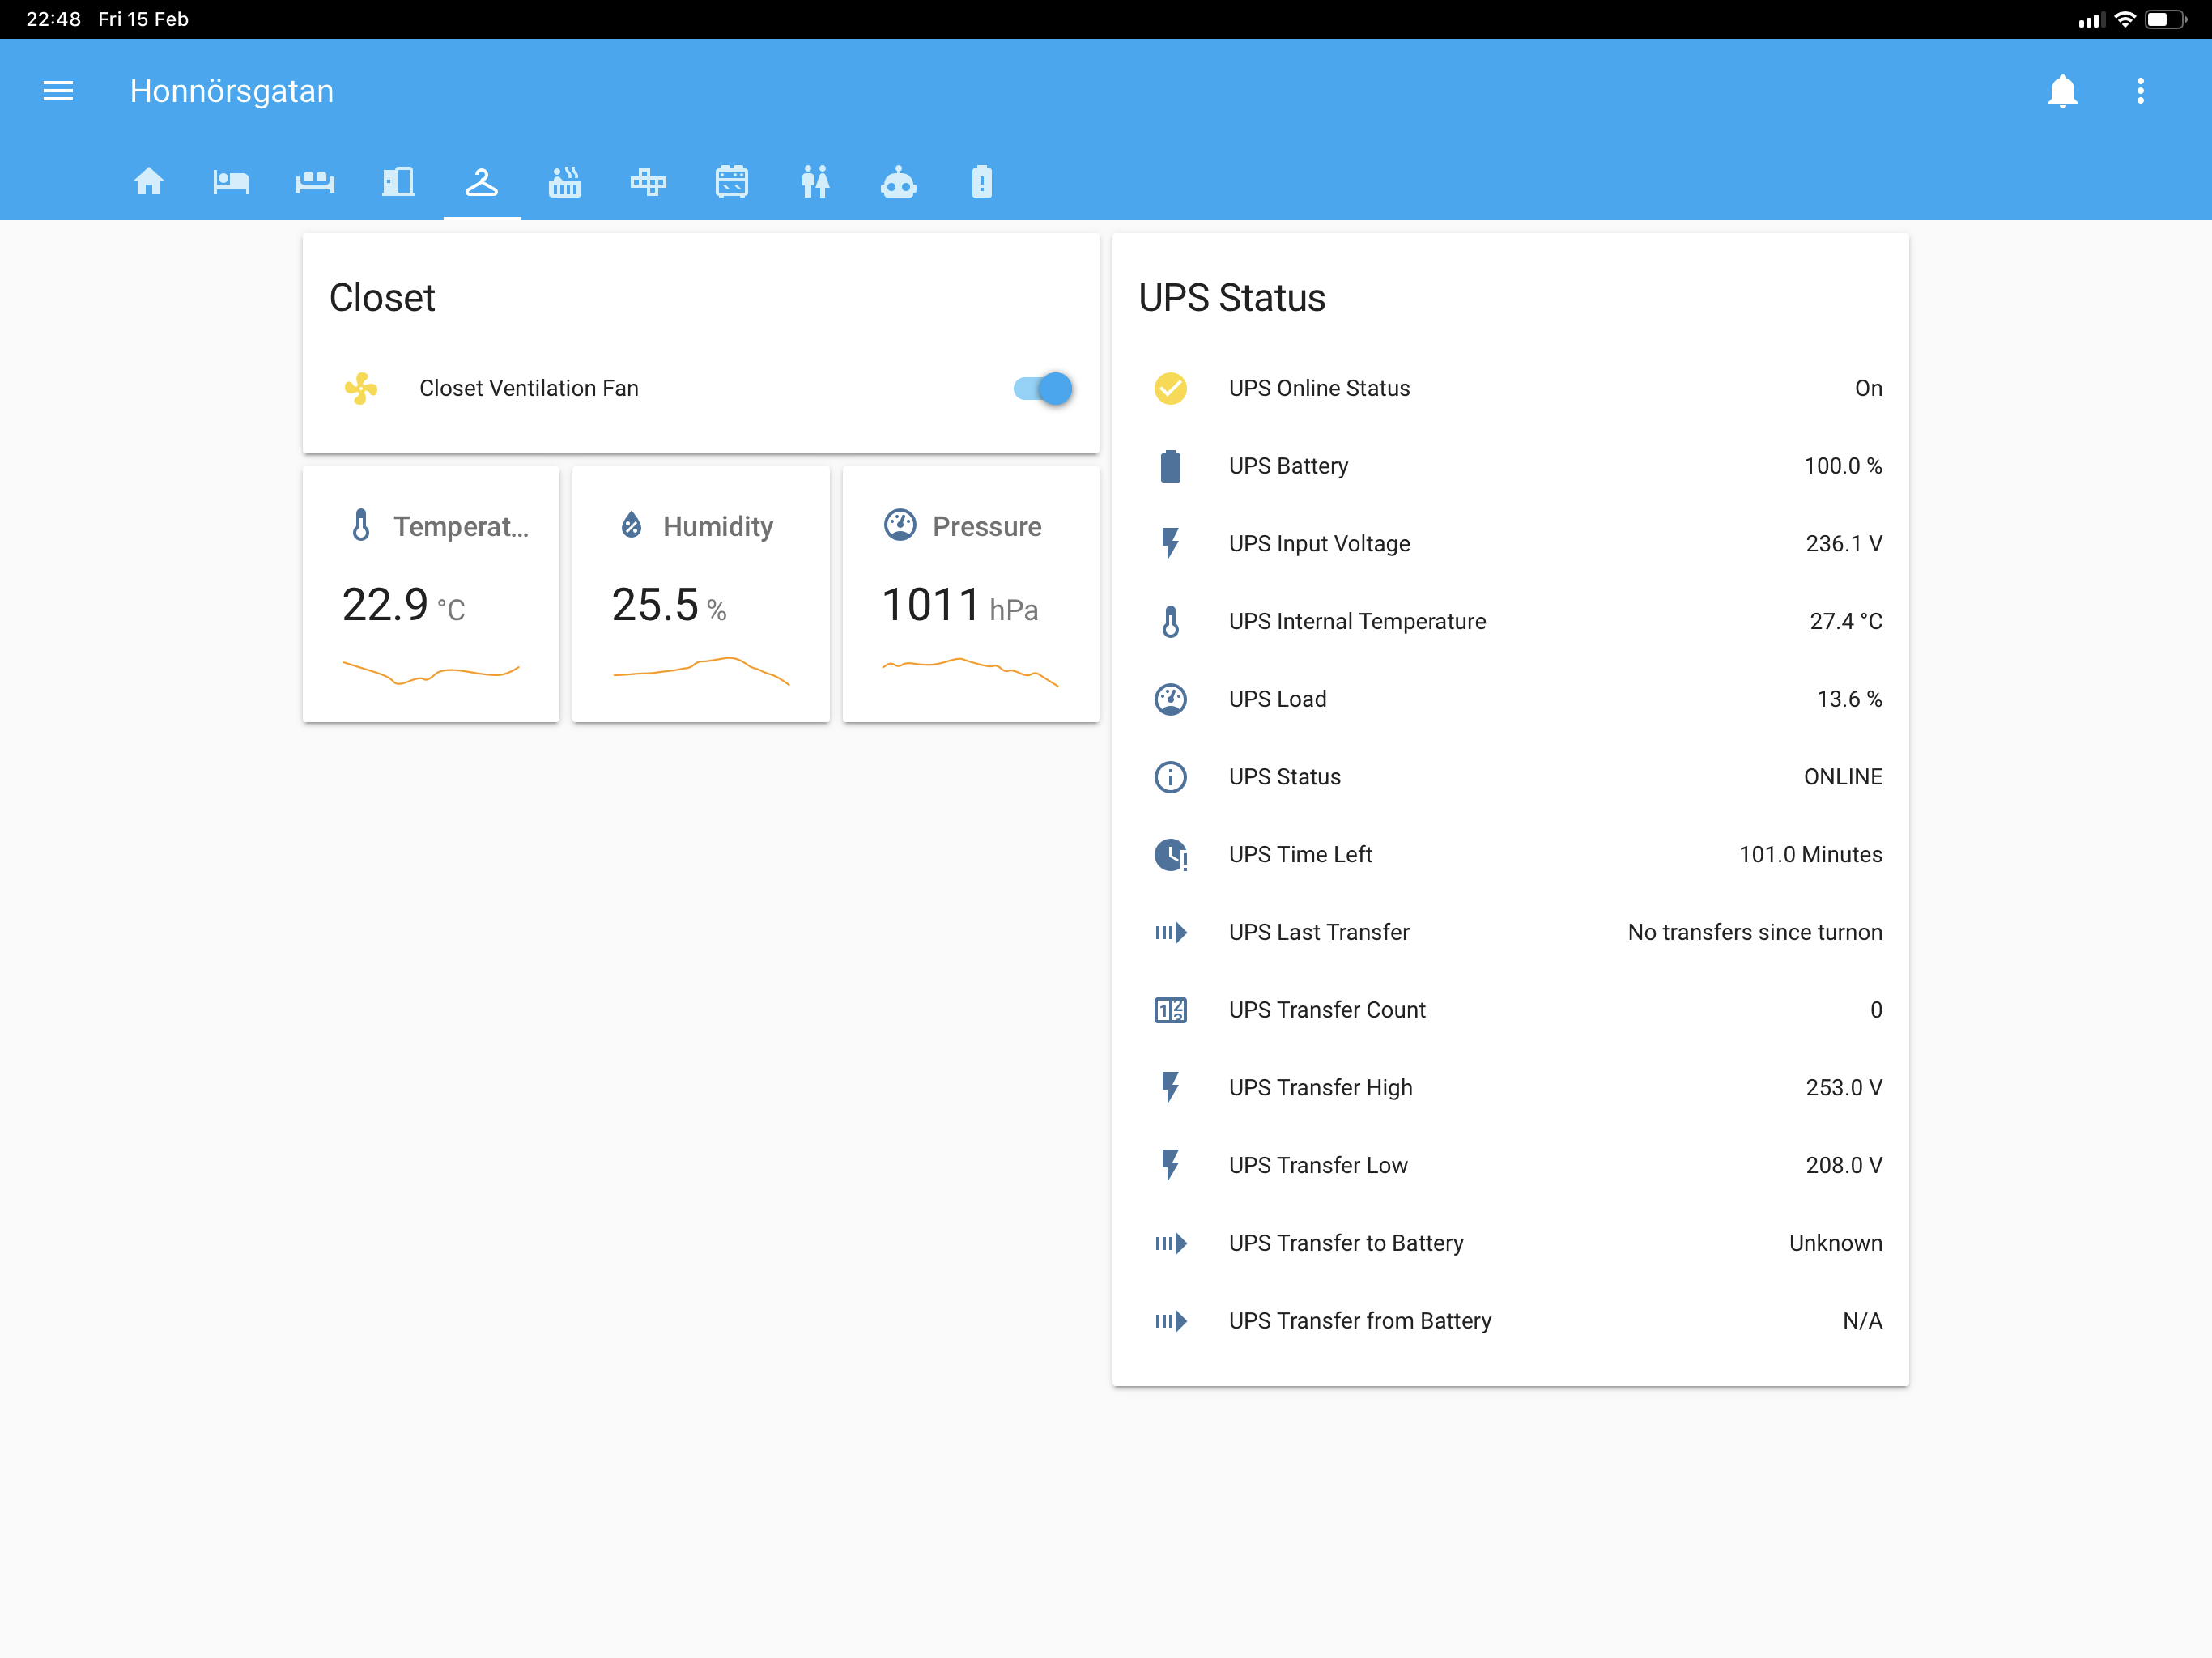 22:48 Fri 15 Feb
Honnörsgatan
Closet
Closet Ventilation Fan
Temperat...
22.9 °C
Humidity
25.5 %
Pressure
1011 hPa
UPS Status
UPS Online Status On
UPS Battery 100.0 %
UPS Input Voltage 236.1 V
UPS Internal Temperature 27.4 °C
UPS Load 13.6 %
UPS Status ONLINE
UPS Time Left 101.0 Minutes
UPS Last Transfer No transfers since turnon
UPS Transfer Count 0
UPS Transfer High 253.0 V
UPS Transfer Low 208.0 V
UPS Transfer to Battery Unknown
UPS Transfer from Battery N/A